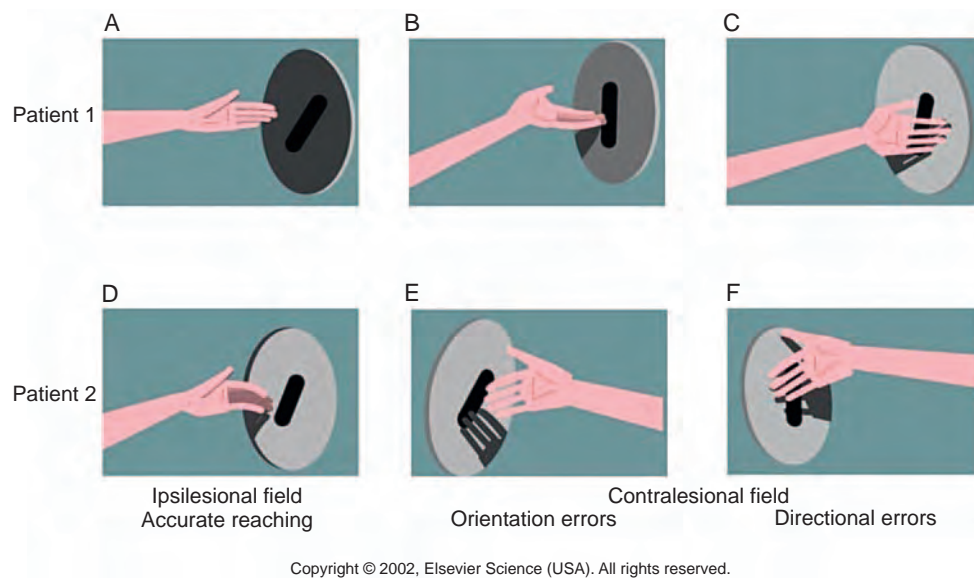 A
B
C
Patient 1
D
E
F
Patient 2
Ipsilesional field
Contralesional field
Accurate reaching
Orientation errors
Directional errors
Copyright © 2002, Elsevier Science (USA). All rights reserved.